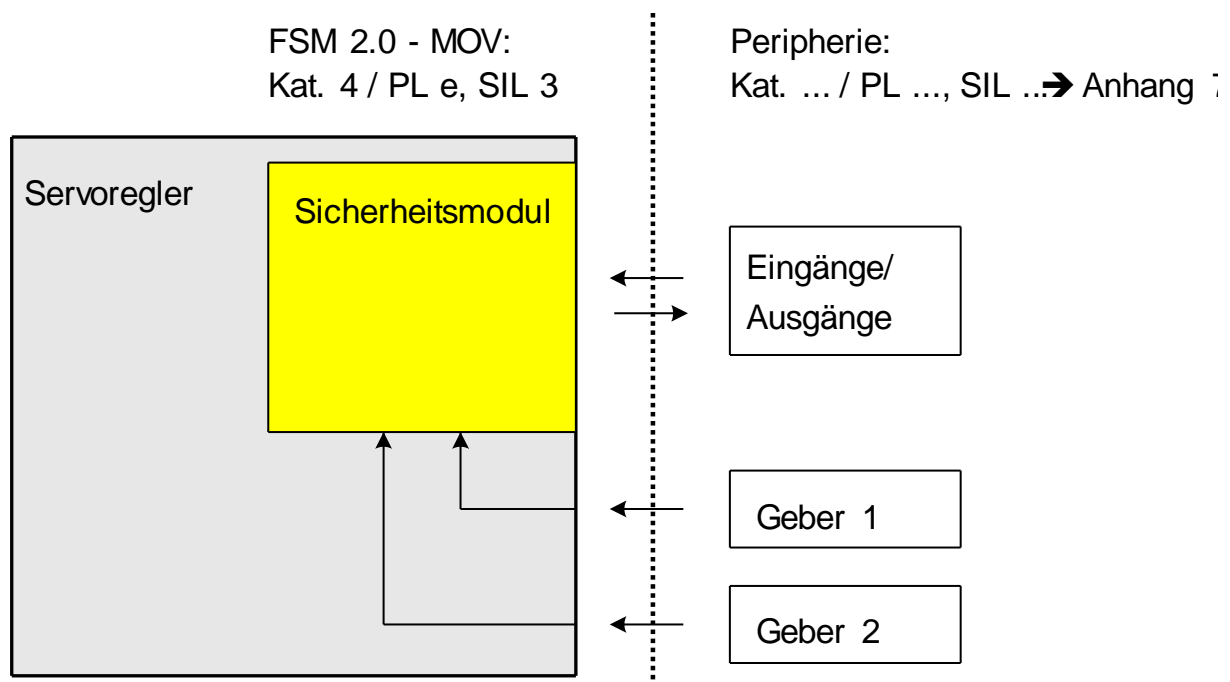 FSM 2.0 - MOV:
Kat. 4 / PL e, SIL 3
Peripherie:
Kat. ... / PL ..., SIL ...➔ Anhang 7
Servoregler
Sicherheitsmodul
Eingänge/
Ausgänge
Geber 1
Geber 2